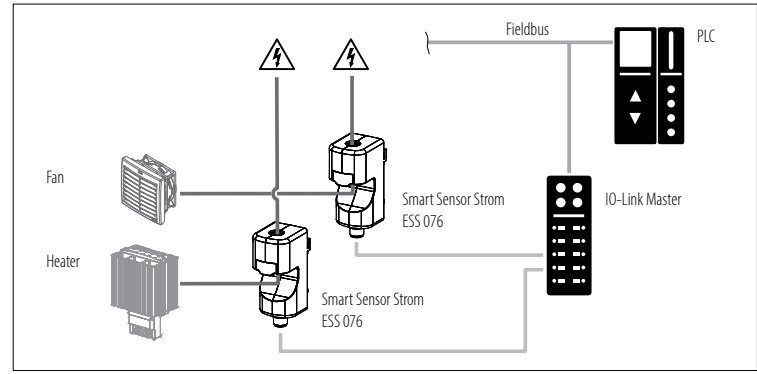 Fieldbus
PLC
Fan
Smart Sensor Strom
ESS 076
IO-Link Master
Heater
Smart Sensor Strom
ESS 076